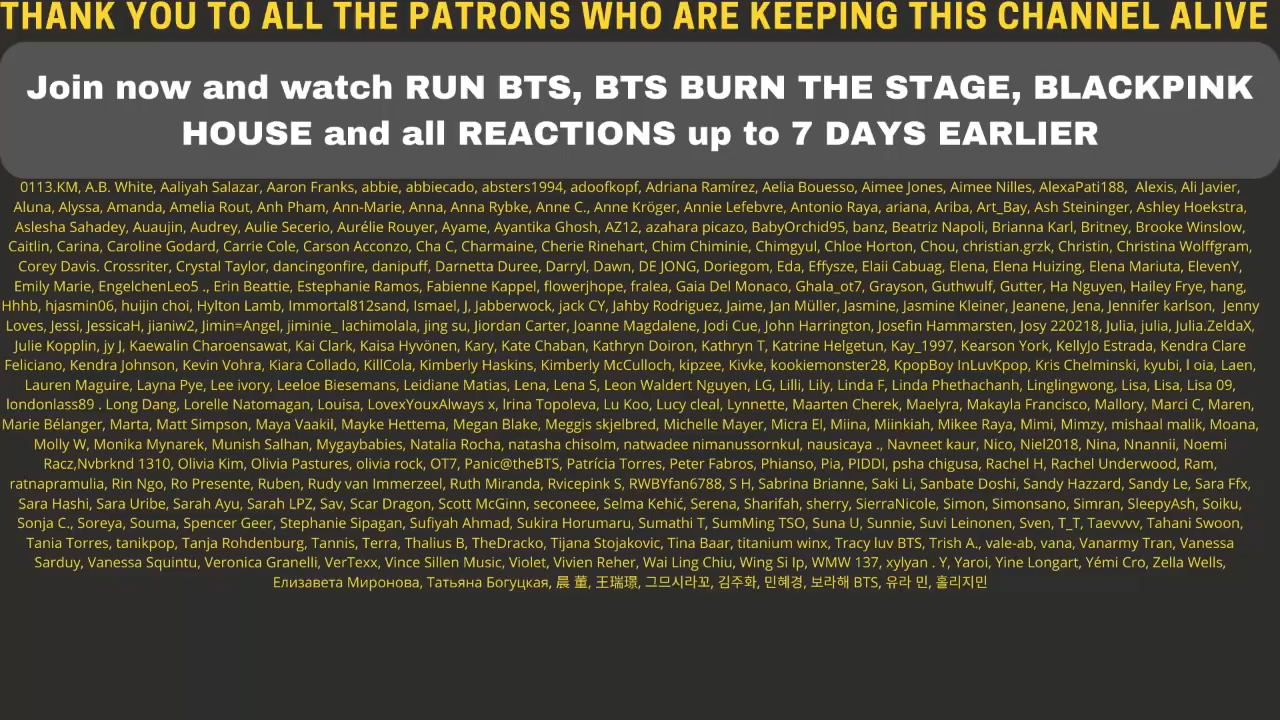 THANK YOU TO ALL THE PATRONS WHO ARE KEEPING THIS CHANNEL ALIVE
Join now and watch RUN BTS, BTS BURN THE STAGE, BLACKPINK
HOUSE and all REACTIONS up to 7 DAYS EARLIER
0113.KM, A.B. White, Aaliyah Salazar, Aaron Franks, abbie, abbiecado, absters1994, adoofkopf, Adriana Ramírez, Aelia Bouesso, Aimee Jones, Aimee Nilles, AlexaPati188, Alexis, Ali Javier,
Aluna, Alyssa, Amanda, Amelia Rout, Anh Pham, Ann-Marie, Anna, Anna Rybke, Anne C., Anne Kröger, Annie Lefebvre, Antonio Raya, ariana, Ariba, Art_Bay, Ash Steininger, Ashley Hoekstra,
Aslesha Sahadey, Auaujin, Audrey, Aulie Secerio, Aurélie Rouyer, Ayame, Ayantika Ghosh, AZ12, azahara picazo, BabyOrchid95, banz, Beatriz Napoli, Brianna Karl, Britney, Brooke Winslow,
Caitlin, Carina, Caroline Godard, Carrie Cole, Carson Acconzo, Cha C, Charmaine, Cherie Rinehart, Chim Chiminie, Chimgyul, Chloe Horton, Chou, christian.grzk, Christin, Christina Wolffgram,
Corey Davis. Crossriter, Crystal Taylor, dancingonfire, danipuff, Darnetta Duree, Darryl, Dawn, DE JONG, Doriegom, Eda, Effysze, Elaii Cabuag, Elena, Elena Huizing, Elena Mariuta, ElevenY,
Emily Marie, EngelchenLeo5 ., Erin Beattie, Estephanie Ramos, Fabienne Kappel, flowerjhope, fralea, Gaia Del Monaco, Ghala_ot7, Grayson, Guthwulf, Gutter, Ha Nguyen, Hailey Frye, hang,
Hhhb, hjasmin06, huijin choi, Hylton Lamb, Immortal812sand, Ismael, J, Jabberwock, jack CY, Jahby Rodriguez, Jaime, Jan Müller, Jasmine, Jasmine Kleiner, Jeanene, Jena, Jennifer karlson, Jenny
Loves, Jessi, JessicaH, jianiw2, Jimin=Angel, jiminie_ lachimolala, jing su, Jiordan Carter, Joanne Magdalene, Jodi Cue, John Harrington, Josefin Hammarsten, Josy 220218, Julia, julia, Julia.ZeldaX,
Julie Kopplin, jy J, Kaewalin Charoensawat, Kai Clark, Kaisa Hyvönen, Kary, Kate Chaban, Kathryn Doiron, Kathryn T, Katrine Helgetun, Kay_1997, Kearson York, KellyJo Estrada, Kendra Clare
Feliciano, Kendra Johnson, Kevin Vohra, Kiara Collado, KillCola, Kimberly Haskins, Kimberly McCulloch, kipzee, Kivke, kookiemonster28, KpopBoy InLuvKpop, Kris Chelminski, kyubi, l oia, Laen,
Lauren Maguire, Layna Pye, Lee ivory, Leeloe Biesemans, Leidiane Matias, Lena, Lena S, Leon Waldert Nguyen, LG, Lilli, Lily, Linda F, Linda Phethachanh, Linglingwong, Lisa, Lisa, Lisa 09,
londonlass89 . Long Dang, Lorelle Natomagan, Louisa, LovexYouxAlways x, lrina Topoleva, Lu Koo, Lucy cleal, Lynnette, Maarten Cherek, Maelyra, Makayla Francisco, Mallory, Marci C, Maren,
Marie Bélanger, Marta, Matt Simpson, Maya Vaakil, Mayke Hettema, Megan Blake, Meggis skjelbred, Michelle Mayer, Micra El, Miina, Miinkiah, Mikee Raya, Mimi, Mimzy, mishaal malik, Moana,
Molly W, Monika Mynarek, Munish Salhan, Mygaybabies, Natalia Rocha, natasha chisolm, natwadee nimanussornkul, nausicaya ., Navneet kaur, Nico, Niel2018, Nina, Nnannii, Noemi
Racz,Nvbrknd 1310, Olivia Kim, Olivia Pastures, olivia rock, OT7, Panic@theBTS, Patrícia Torres, Peter Fabros, Phianso, Pia, PIDDI, psha chigusa, Rachel H, Rachel Underwood, Ram,
ratnapramulia, Rin Ngo, Ro Presente, Ruben, Rudy van Immerzeel, Ruth Miranda, Rvicepink S, RWBYfan6788, S H, Sabrina Brianne, Saki Li, Sanbate Doshi, Sandy Hazzard, Sandy Le, Sara Ffx,
Sara Hashi, Sara Uribe, Sarah Ayu, Sarah LPZ, Sav, Scar Dragon, Scott McGinn, seconeee, Selma Kehić, Serena, Sharifah, sherry, SierraNicole, Simon, Simonsano, Simran, SleepyAsh, Soiku,
Sonja C., Soreya, Souma, Spencer Geer, Stephanie Sipagan, Sufiyah Ahmad, Sukira Horumaru, Sumathi T, SumMing TSO, Suna U, Sunnie, Suvi Leinonen, Sven, T_T, Taevvvv, Tahani Swoon,
Tania Torres, tanikpop, Tanja Rohdenburg, Tannis, Terra, Thalius B, TheDracko, Tijana Stojakovic, Tina Baar, titanium winx, Tracy luv BTS, Trish A., vale-ab, vana, Vanarmy Tran, Vanessa
Sarduy, Vanessa Squintu, Veronica Granelli, VerTexx, Vince Sillen Music, Violet, Vivien Reher, Wai Ling Chiu, Wing Si Ip, WMW 137, xylyan . Y, Yaroi, Yine Longart, Yémi Cro, Zella Wells,
Елизавета Миронова, Татьяна Богуцкая, 晨 董, 王瑞璟, 그므시라꼬, 김주화, 민혜경, 보라해 BTS, 유라 민, 홀리지민